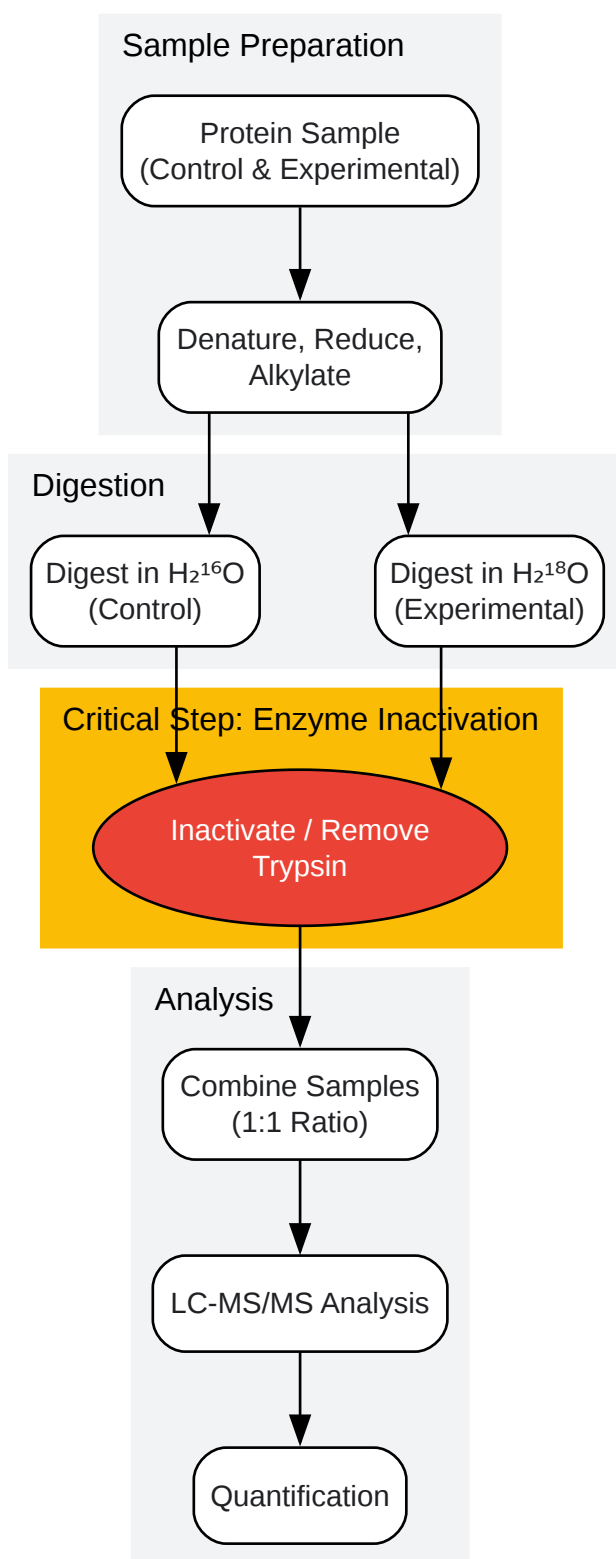 Sample Preparation
Protein Sample
(Control & Experimental)
Denature, Reduce,
Alkylate
Digestion
Digest in H₂¹⁶O
(Control)
Digest in H₂¹⁸O
(Experimental)
Critical Step: Enzyme Inactivation
Inactivate / Remove
Trypsin
Analysis
Combine Samples
(1:1 Ratio)
LC-MS/MS Analysis
Quantification